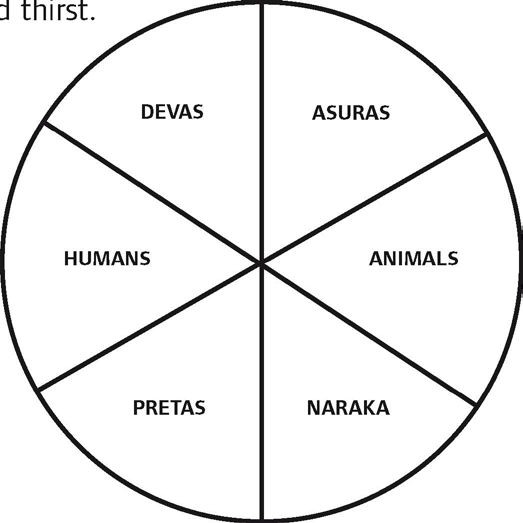 d thirst.
DEVAS
ASURAS
HUMANS
ANIMALS
PRETAS
NARAKA